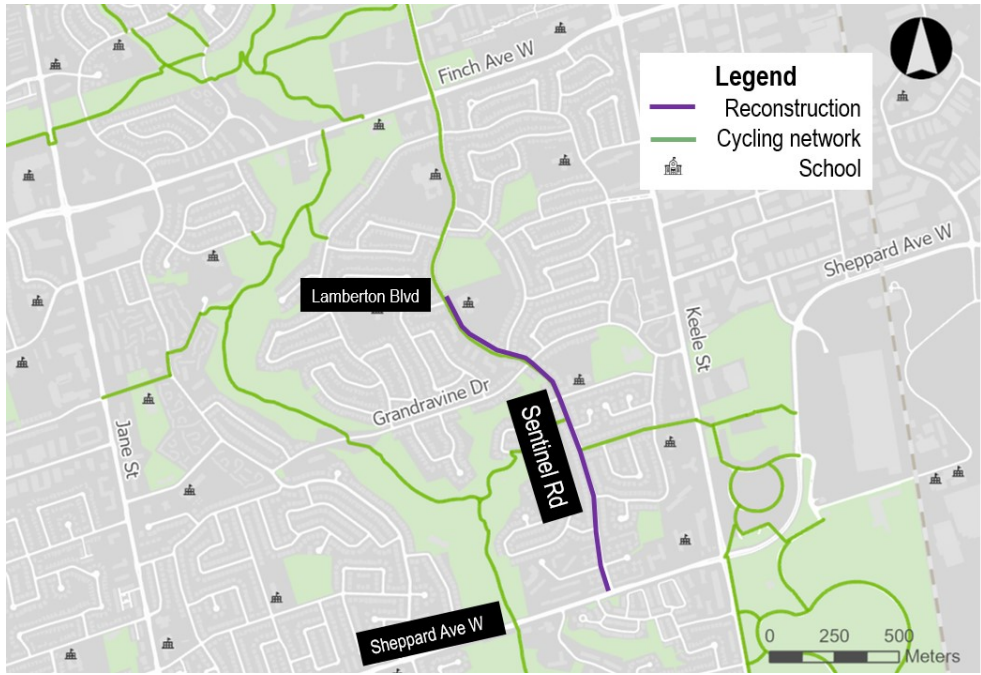 Finch Ave W
Legend
Reconstruction
Cycling network
School
Sheppard Ave W
Lamberton Blvd
Keele St
Grandravine Dr
Jane St
Sentinel Rd
Sheppard Ave W
0 250 500
Meters